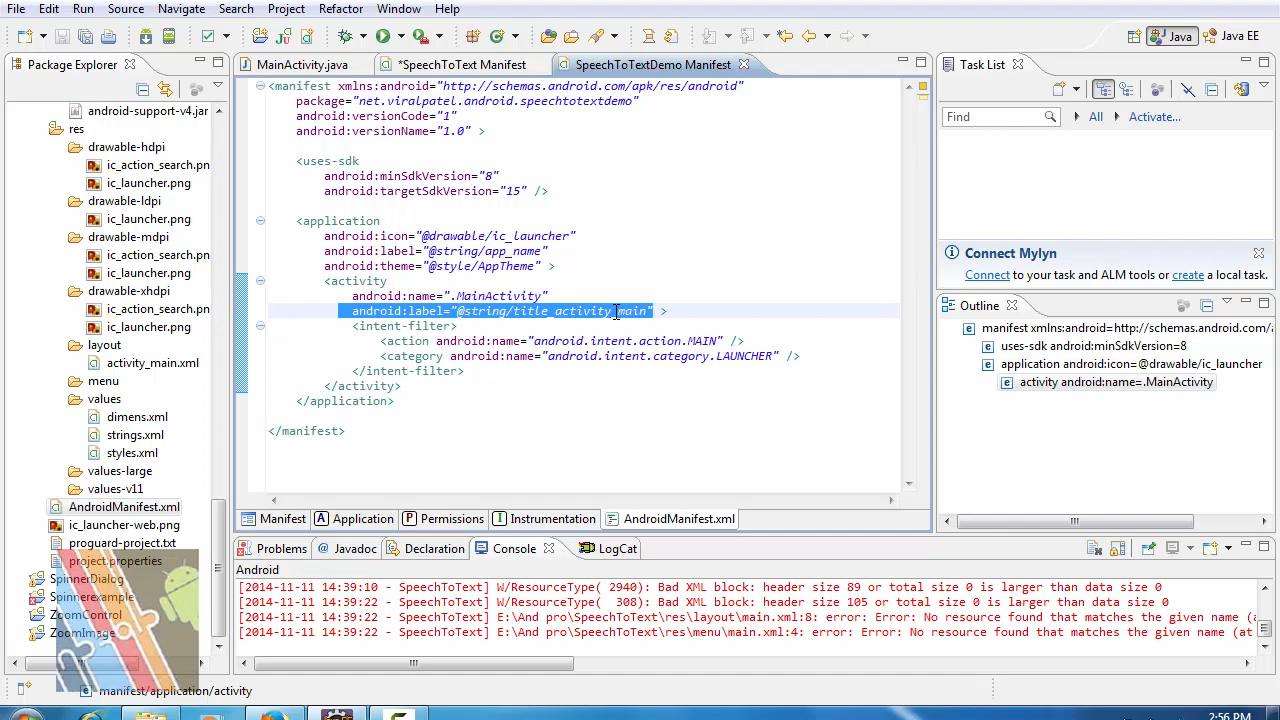 File Edit Run Source Navigate Search Project Refactor Window Help
Java Java EE
Package Explorer
android-support-v4.jar
res
drawable-hdpi
ic_action_search.pn
ic_launcher.png
drawable-ldpi
ic_launcher.png
drawable-mdpi
ic_action_search.pn
ic_launcher.png
drawable-xhdpi
ic_action_search.pn
ic_launcher.png
layout
activity_main.xml
menu
values
dimens.xml
strings.xml
styles.xml
values-large
values-v11
AndroidManifest.xml
ic_launcher-web.png
proguard-project.txt
project.properties
SpinnerDialog
Spinnerexample
ZoomControl
ZoomImage
MainActivity.java *SpeechToText Manifest SpeechToTextDemo Manifest
<manifest xmlns:android="http://schemas.android.com/apk/res/android"
package="net.viralpatel.android.speechtotextdemo"
android:versionCode="1"
android:versionName="1.0" >
<uses-sdk
android:minSdkVersion="8"
android:targetSdkVersion="15" />
<application
android:icon="@drawable/ic_launcher"
android:label="@string/app_name"
android:theme="@style/AppTheme" >
<activity
android:name=".MainActivity"
android:label="@string/title_activity_main" >
<intent-filter>
<action android:name="android.intent.action.MAIN" />
<category android:name="android.intent.category.LAUNCHER" />
</intent-filter>
</activity>
</application>
</manifest>
Manifest Application Permissions Instrumentation AndroidManifest.xml
Task List
Find All Activate...
Connect Mylyn
Connect to your task and ALM tools or create a local task.
Outline
manifest xmlns:android=http://schemas.android
uses-sdk android:minSdkVersion=8
application android:icon=@drawable/ic_launcher
activity android:name=.MainActivity
Problems Javadoc Declaration Console LogCat
Android
[2014-11-11 14:39:10 - SpeechToText] W/ResourceType( 2940): Bad XML block: header size 89 or total size 0 is larger than data size 0
[2014-11-11 14:39:22 - SpeechToText] W/ResourceType( 308): Bad XML block: header size 105 or total size 0 is larger than data size 0
[2014-11-11 14:39:22 - SpeechToText] E:\And pro\SpeechToText\res\layout\main.xml:8: error: Error: No resource found that matches the given name (a
[2014-11-11 14:39:22 - SpeechToText] E:\And pro\SpeechToText\res\menu\main.xml:4: error: Error: No resource found that matches the given name (at
manifest/application/activity
2:56 PM